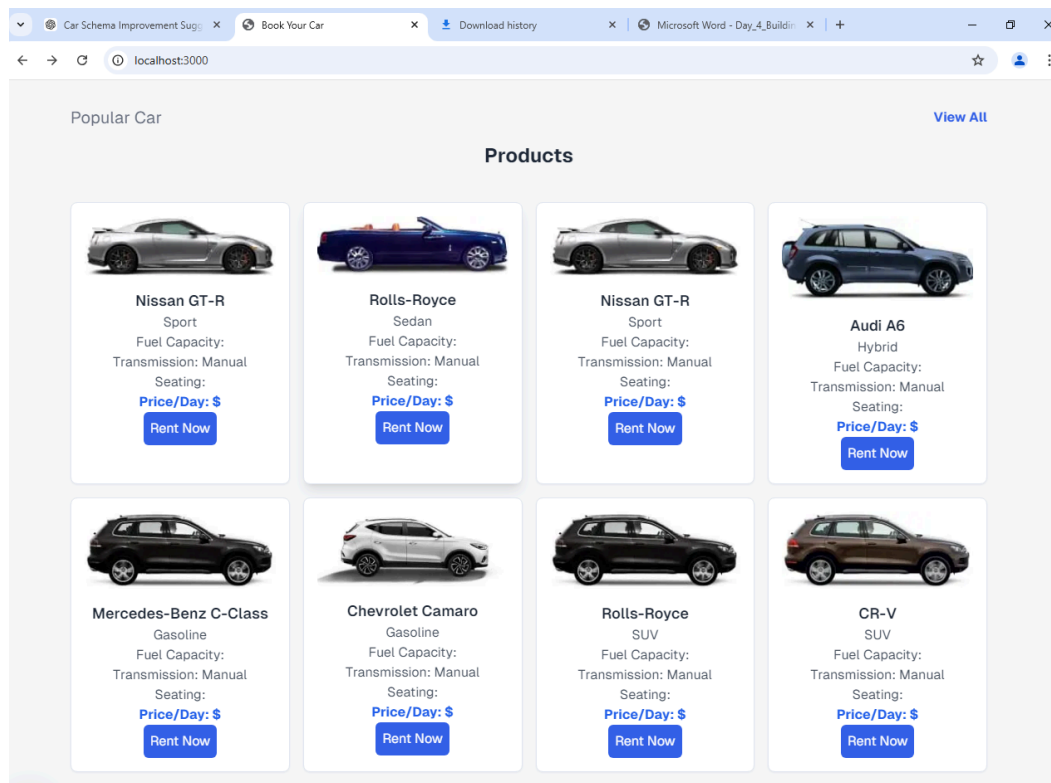 Car Schema Improvement Sugg
Book Your Car
Download history
Microsoft Word - Day_4_Buildin
localhost:3000
Popular Car
View All
Products
Nissan GT-R
Sport
Fuel Capacity:
Transmission: Manual
Seating:
Price/Day: $
Rent Now
Rolls-Royce
Sedan
Fuel Capacity:
Transmission: Manual
Seating:
Price/Day: $
Rent Now
Nissan GT-R
Sport
Fuel Capacity:
Transmission: Manual
Seating:
Price/Day: $
Rent Now
Audi A6
Hybrid
Fuel Capacity:
Transmission: Manual
Seating:
Price/Day: $
Rent Now
Mercedes-Benz C-Class
Gasoline
Fuel Capacity:
Transmission: Manual
Seating:
Price/Day: $
Rent Now
Chevrolet Camaro
Gasoline
Fuel Capacity:
Transmission: Manual
Seating:
Price/Day: $
Rent Now
Rolls-Royce
SUV
Fuel Capacity:
Transmission: Manual
Seating:
Price/Day: $
Rent Now
CR-V
SUV
Fuel Capacity:
Transmission: Manual
Seating:
Price/Day: $
Rent Now